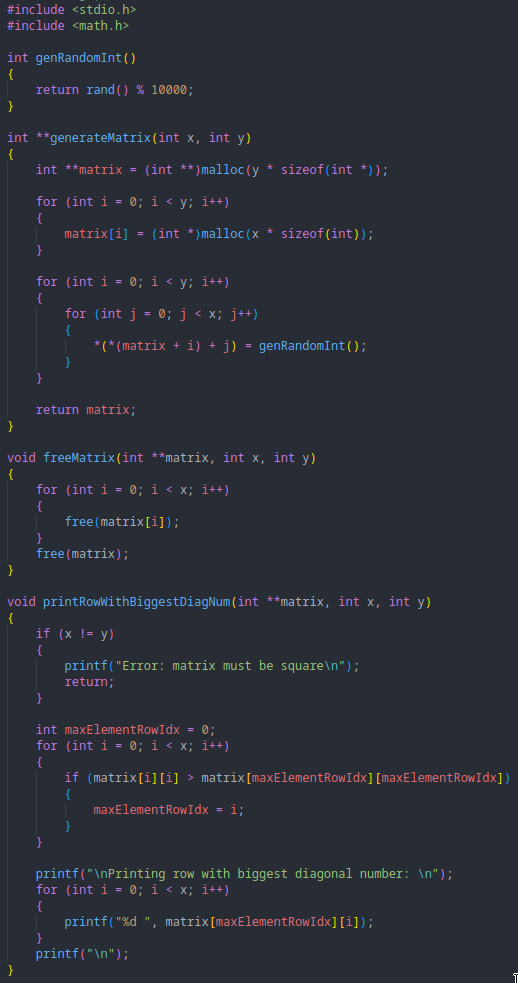 #include <stdio.h>
#include <math.h>
int genRandomInt()
{
return rand() % 10000;
}
int **generateMatrix(int x, int y)
{
int **matrix = (int **)malloc(y * sizeof(int *));
for (int i = 0; i < y; i++)
{
matrix[i] = (int *)malloc(x * sizeof(int));
}
for (int i = 0; i < y; i++)
{
for (int j = 0; j < x; j++)
{
*(*(matrix + i) + j) = genRandomInt();
}
}
return matrix;
}
void freeMatrix(int **matrix, int x, int y)
{
for (int i = 0; i < x; i++)
{
free(matrix[i]);
}
free(matrix);
}
void printRowWithBiggestDiagNum(int **matrix, int x, int y)
{
if (x != y)
{
printf("Error: matrix must be square\n");
return;
}
int maxElementRowIdx = 0;
for (int i = 0; i < x; i++)
{
if (matrix[i][i] > matrix[maxElementRowIdx][maxElementRowIdx])
{
maxElementRowIdx = i;
}
}
printf("\nPrinting row with biggest diagonal number: \n");
for (int i = 0; i < x; i++)
{
printf("%d ", matrix[maxElementRowIdx][i]);
}
printf("\n");
}